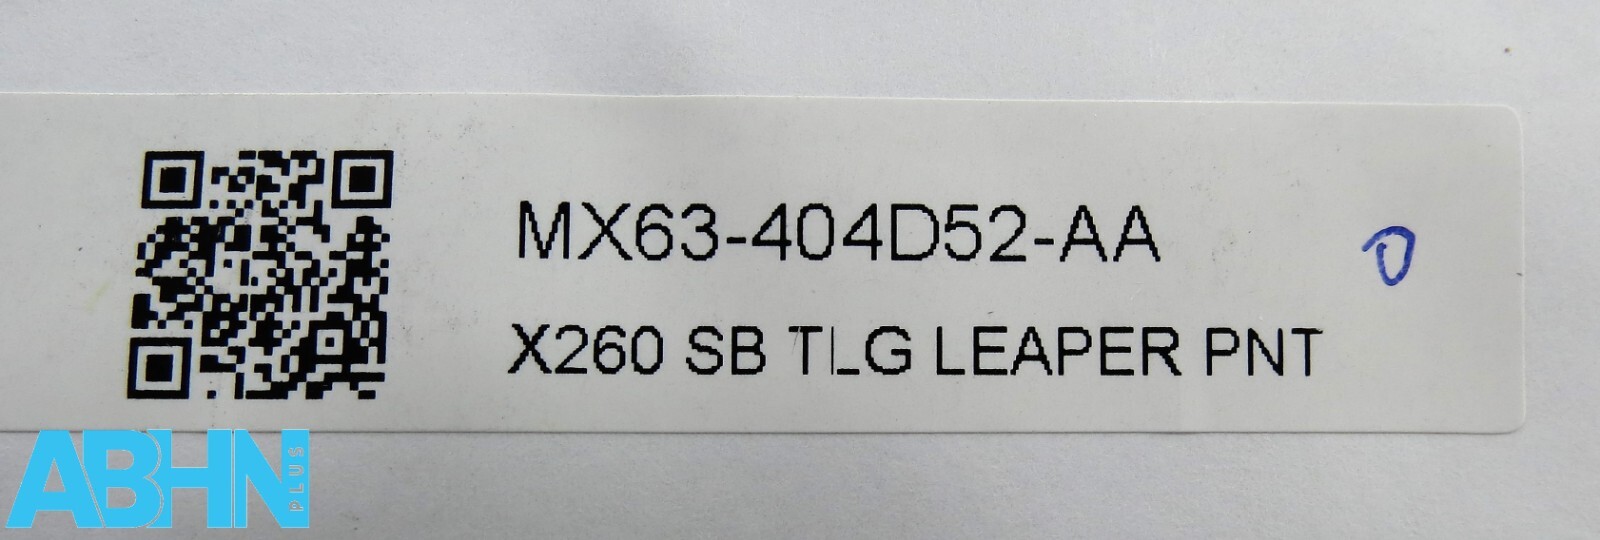 MX63-404D52-AA
X260 SB TLG LEAPER PNT
ABHN PLUS